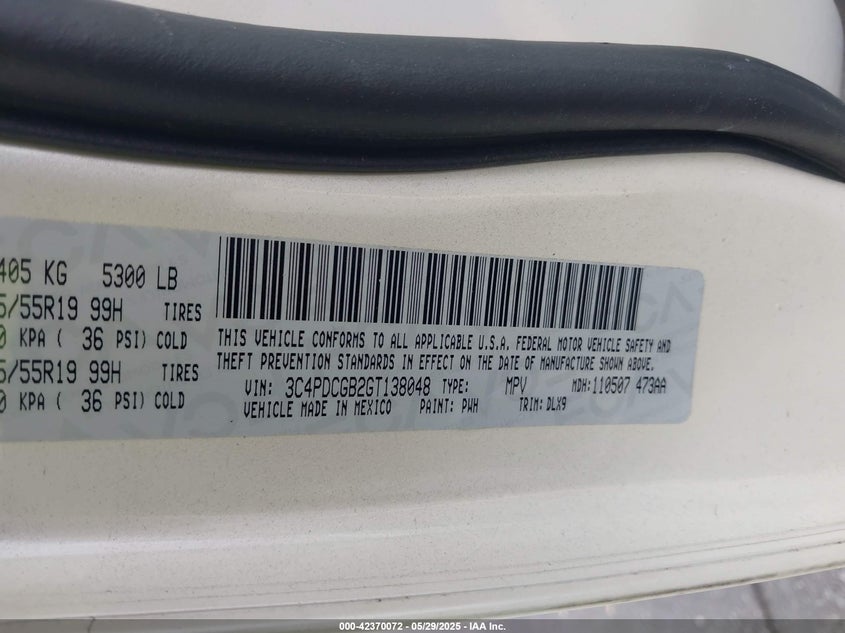 405 KG 5300 LB
5/55R19 99H TIRES
0 KPA ( 36 PSI) COLD
5/55R19 99H TIRES
0 KPA ( 36 PSI) COLD
THIS VEHICLE CONFORMS TO ALL APPLICABLE U.S.A. FEDERAL MOTOR VEHICLE SAFETY AND
THEFT PREVENTION STANDARDS IN EFFECT ON THE DATE OF MANUFACTURE SHOWN ABOVE.
VIN: 3C4PDCGB2GT138048 TYPE: MPV MDH:110507 473AA
VEHICLE MADE IN MEXICO PAINT: PWH TRIM: DLX9
000-42370072 - 05/29/2025 - IAA Inc.